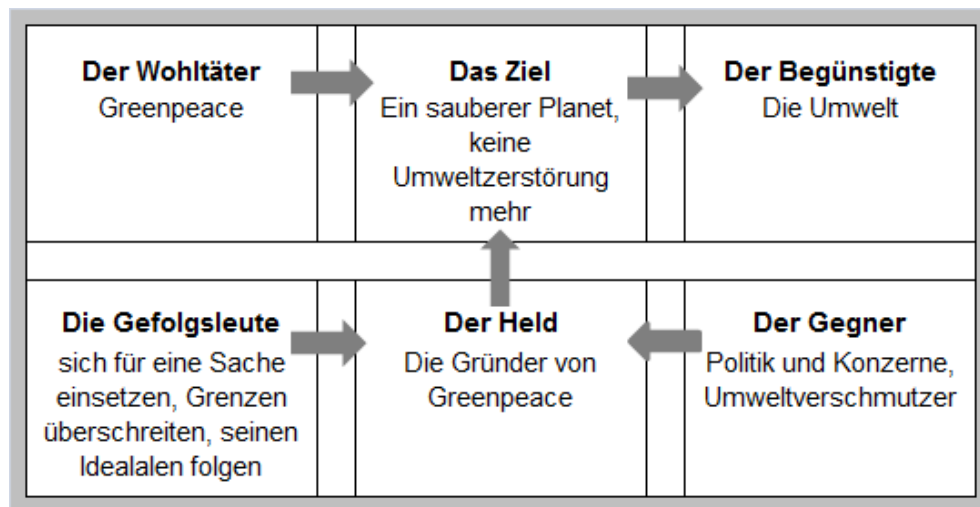 Der Wohltäter
Greenpeace
Das Ziel
Ein sauberer Planet,
keine
Umweltzerstörung
mehr
Der Begünstigte
Die Umwelt
Die Gefolgsleute
sich für eine Sache
einsetzen, Grenzen
überschreiten, seinen
Idealalen folgen
Der Held
Die Gründer von
Greenpeace
Der Gegner
Politik und Konzerne,
Umweltverschmutzer